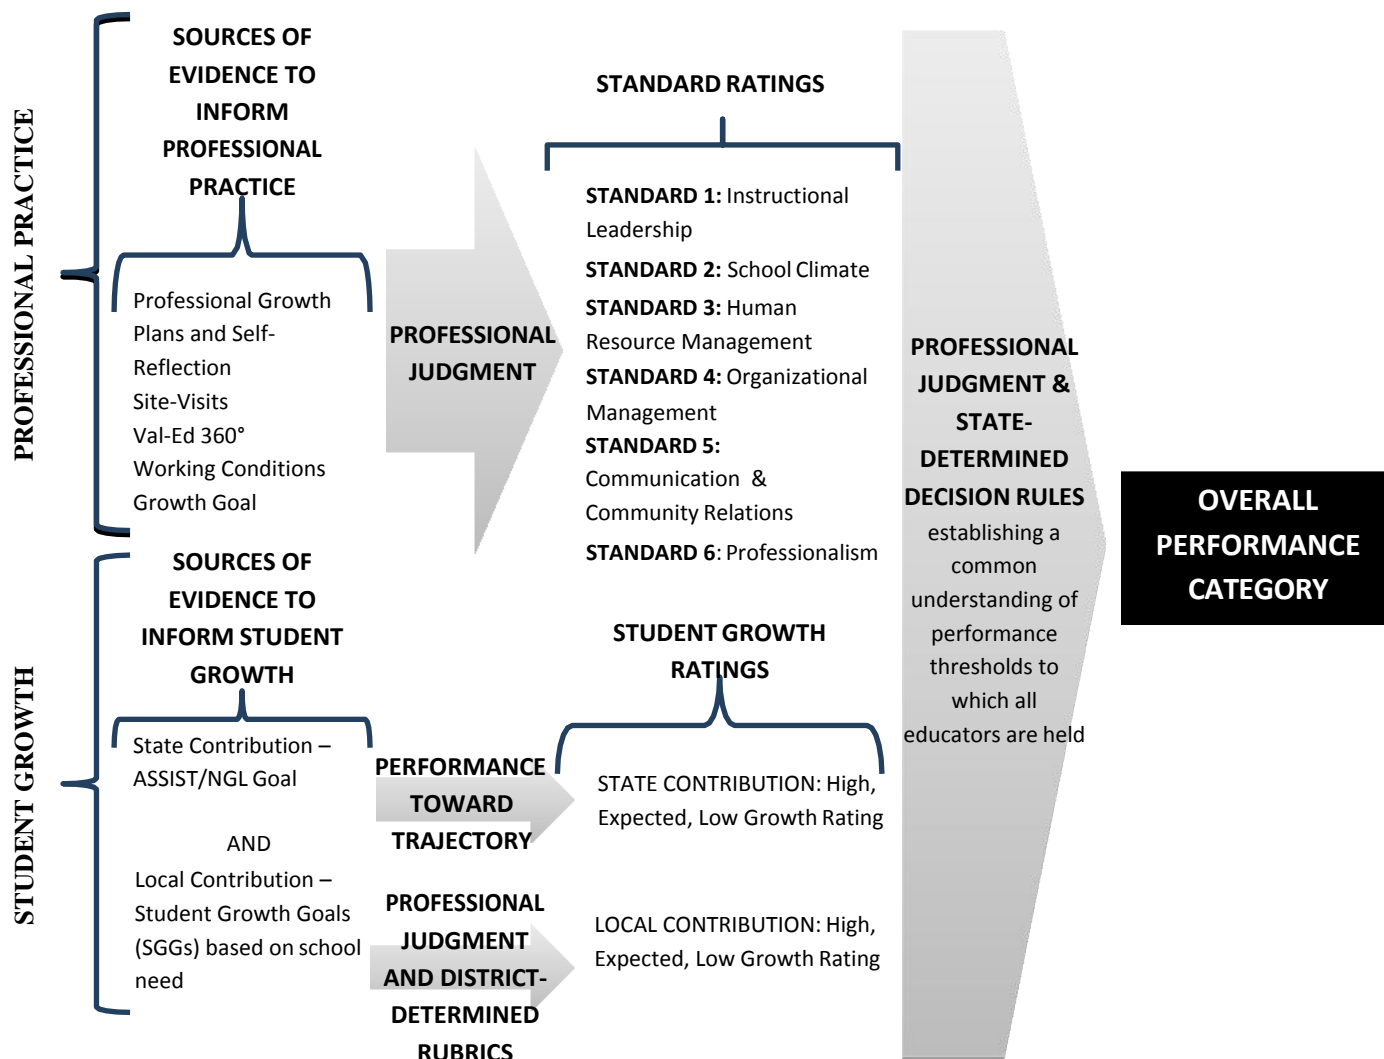 PROFESSIONAL PRACTICE
SOURCES OF
EVIDENCE TO
INFORM
PROFESSIONAL
PRACTICE
Professional Growth
Plans and Self-
Reflection
Site-Visits
Val-Ed 360°
Working Conditions
Growth Goal
PROFESSIONAL
JUDGMENT
STANDARD RATINGS
STANDARD 1: Instructional
Leadership
STANDARD 2: School Climate
STANDARD 3: Human
Resource Management
STANDARD 4: Organizational
Management
STANDARD 5:
Communication &
Community Relations
STANDARD 6: Professionalism
STUDENT GROWTH
SOURCES OF
EVIDENCE TO
INFORM STUDENT
GROWTH
State Contribution –
ASSIST/NGL Goal
AND
Local Contribution –
Student Growth Goals
(SGGs) based on school
need
PERFORMANCE
TOWARD
TRAJECTORY
PROFESSIONAL
JUDGMENT
AND DISTRICT-
DETERMINED
RUBRICS
STUDENT GROWTH
RATINGS
STATE CONTRIBUTION: High,
Expected, Low Growth Rating
LOCAL CONTRIBUTION: High,
Expected, Low Growth Rating
PROFESSIONAL
JUDGMENT &
STATE-
DETERMINED
DECISION RULES
establishing a
common
understanding of
performance
thresholds to
which all
educators are held
OVERALL
PERFORMANCE
CATEGORY